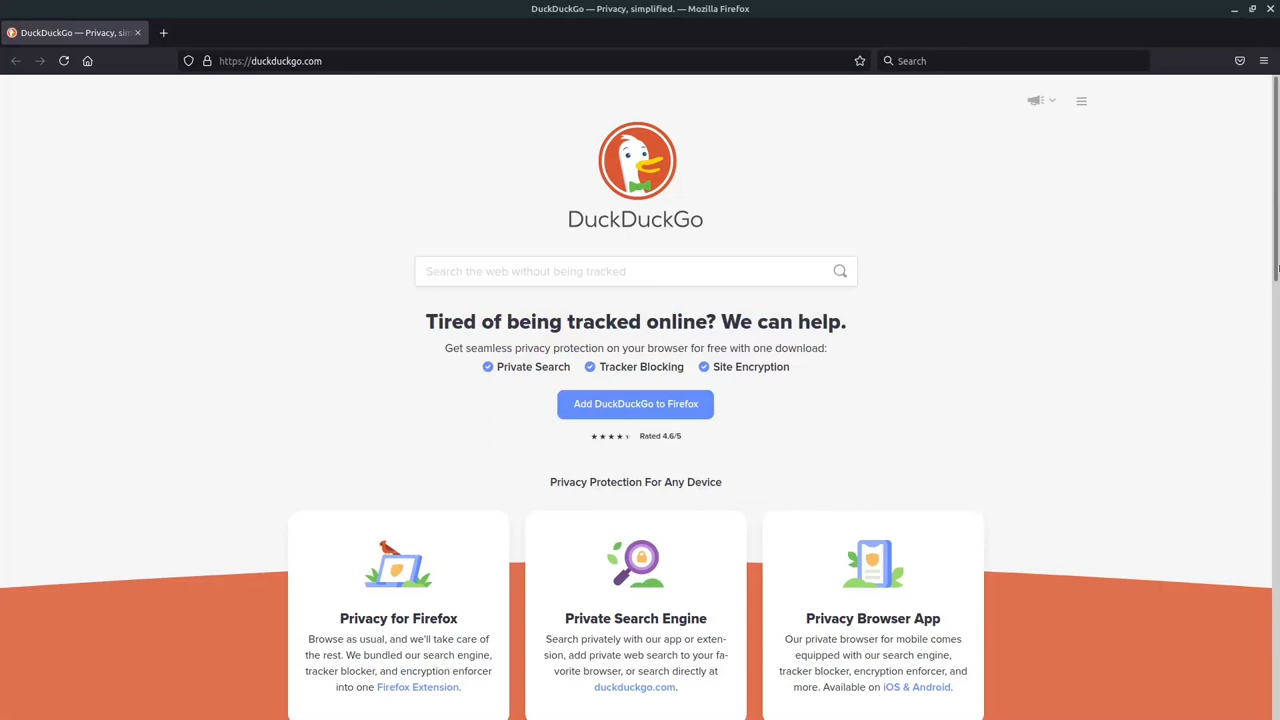 DuckDuckGo — Privacy, simplified. — Mozilla Firefox
DuckDuckGo — Privacy, sim
https://duckduckgo.com
Search
DuckDuckGo
Search the web without being tracked
Tired of being tracked online? We can help.
Get seamless privacy protection on your browser for free with one download:
Private Search Tracker Blocking Site Encryption
Add DuckDuckGo to Firefox
Rated 4.6/5
Privacy Protection For Any Device
Privacy for Firefox
Browse as usual, and we'll take care of
the rest. We bundled our search engine,
tracker blocker, and encryption enforcer
into one Firefox Extension.
Private Search Engine
Search privately with our app or exten-
sion, add private web search to your fa-
vorite browser, or search directly at
duckduckgo.com.
Privacy Browser App
Our private browser for mobile comes
equipped with our search engine,
tracker blocker, encryption enforcer, and
more. Available on iOS & Android.